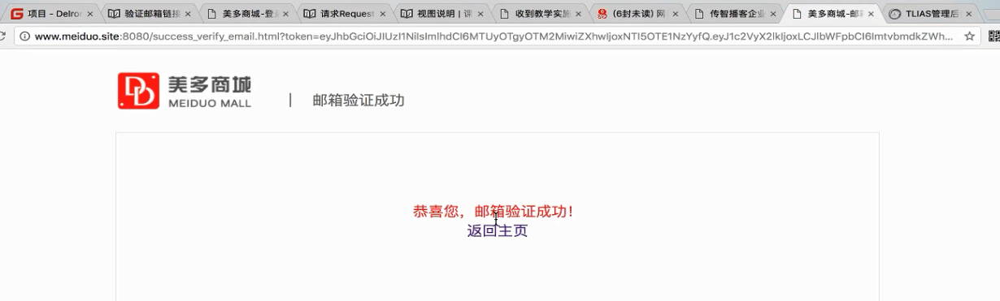 项目 - Delron
验证邮箱链接
美多商城-登
请求Request
视图说明 | 课
收到教学实施
(6封未读) 网
传智播客企业
美多商城-邮
TLIAS管理后
www.meiduo.site:8080/success_verify_email.html?token=
美多商城
MEIDUO MALL
| 邮箱验证成功
恭喜您，邮箱验证成功！
返回主页